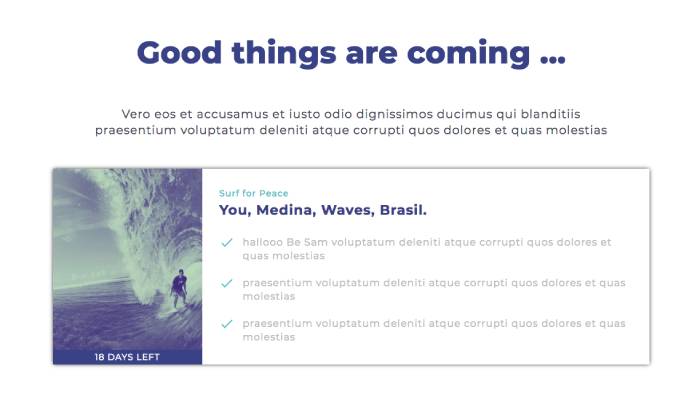 Good things are coming ...
Vero eos et accusamus et iusto odio dignissimos ducimus qui blanditiis
praesentium voluptatum deleniti atque corrupti quos dolores et quas molestias
Surf for Peace
You, Medina, Waves, Brasil.
hallooo Be Sam voluptatum deleniti atque corrupti quos dolores et
quas molestias
praesentium voluptatum deleniti atque corrupti quos dolores et quas
molestias
praesentium voluptatum deleniti atque corrupti quos dolores et quas
molestias
18 DAYS LEFT